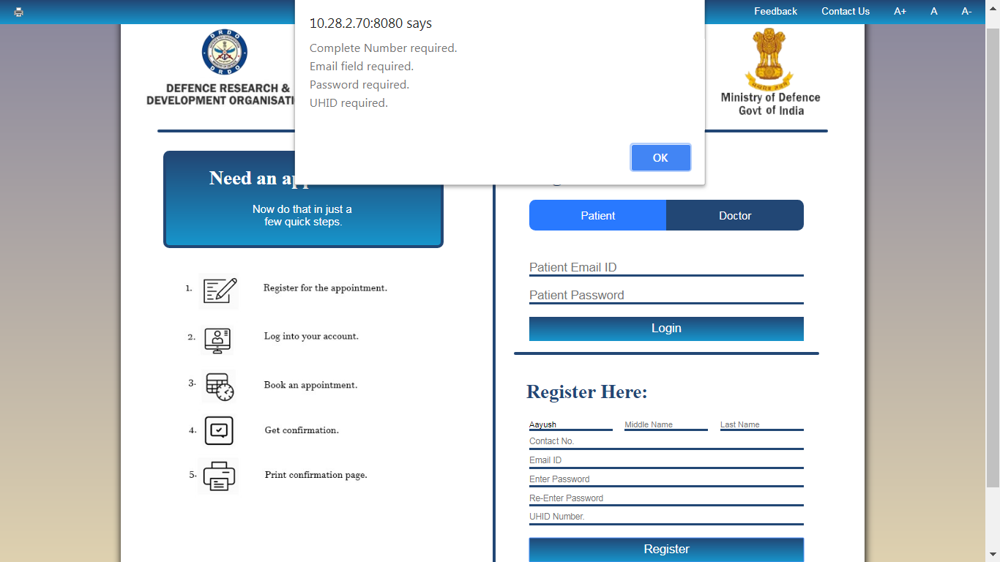 Feedback
Contact Us
A+
A
A-
10.28.2.70:8080 says
Complete Number required.
Email field required.
Password required.
UHID required.
OK
DRDO
DRDO
DEFENCE RESEARCH &
DEVELOPMENT ORGANISATI
Ministry of Defence
Govt of India
Need an ap
Now do that in just a
few quick steps.
1. Register for the appointment.
2. Log into your account.
3. Book an appointment.
4. Get confirmation.
5. Print confirmation page.
Patient
Doctor
Patient Email ID
Patient Password
Login
Register Here:
Aayush
Middle Name
Last Name
Contact No.
Email ID
Enter Password
Re-Enter Password
UHID Number.
Register